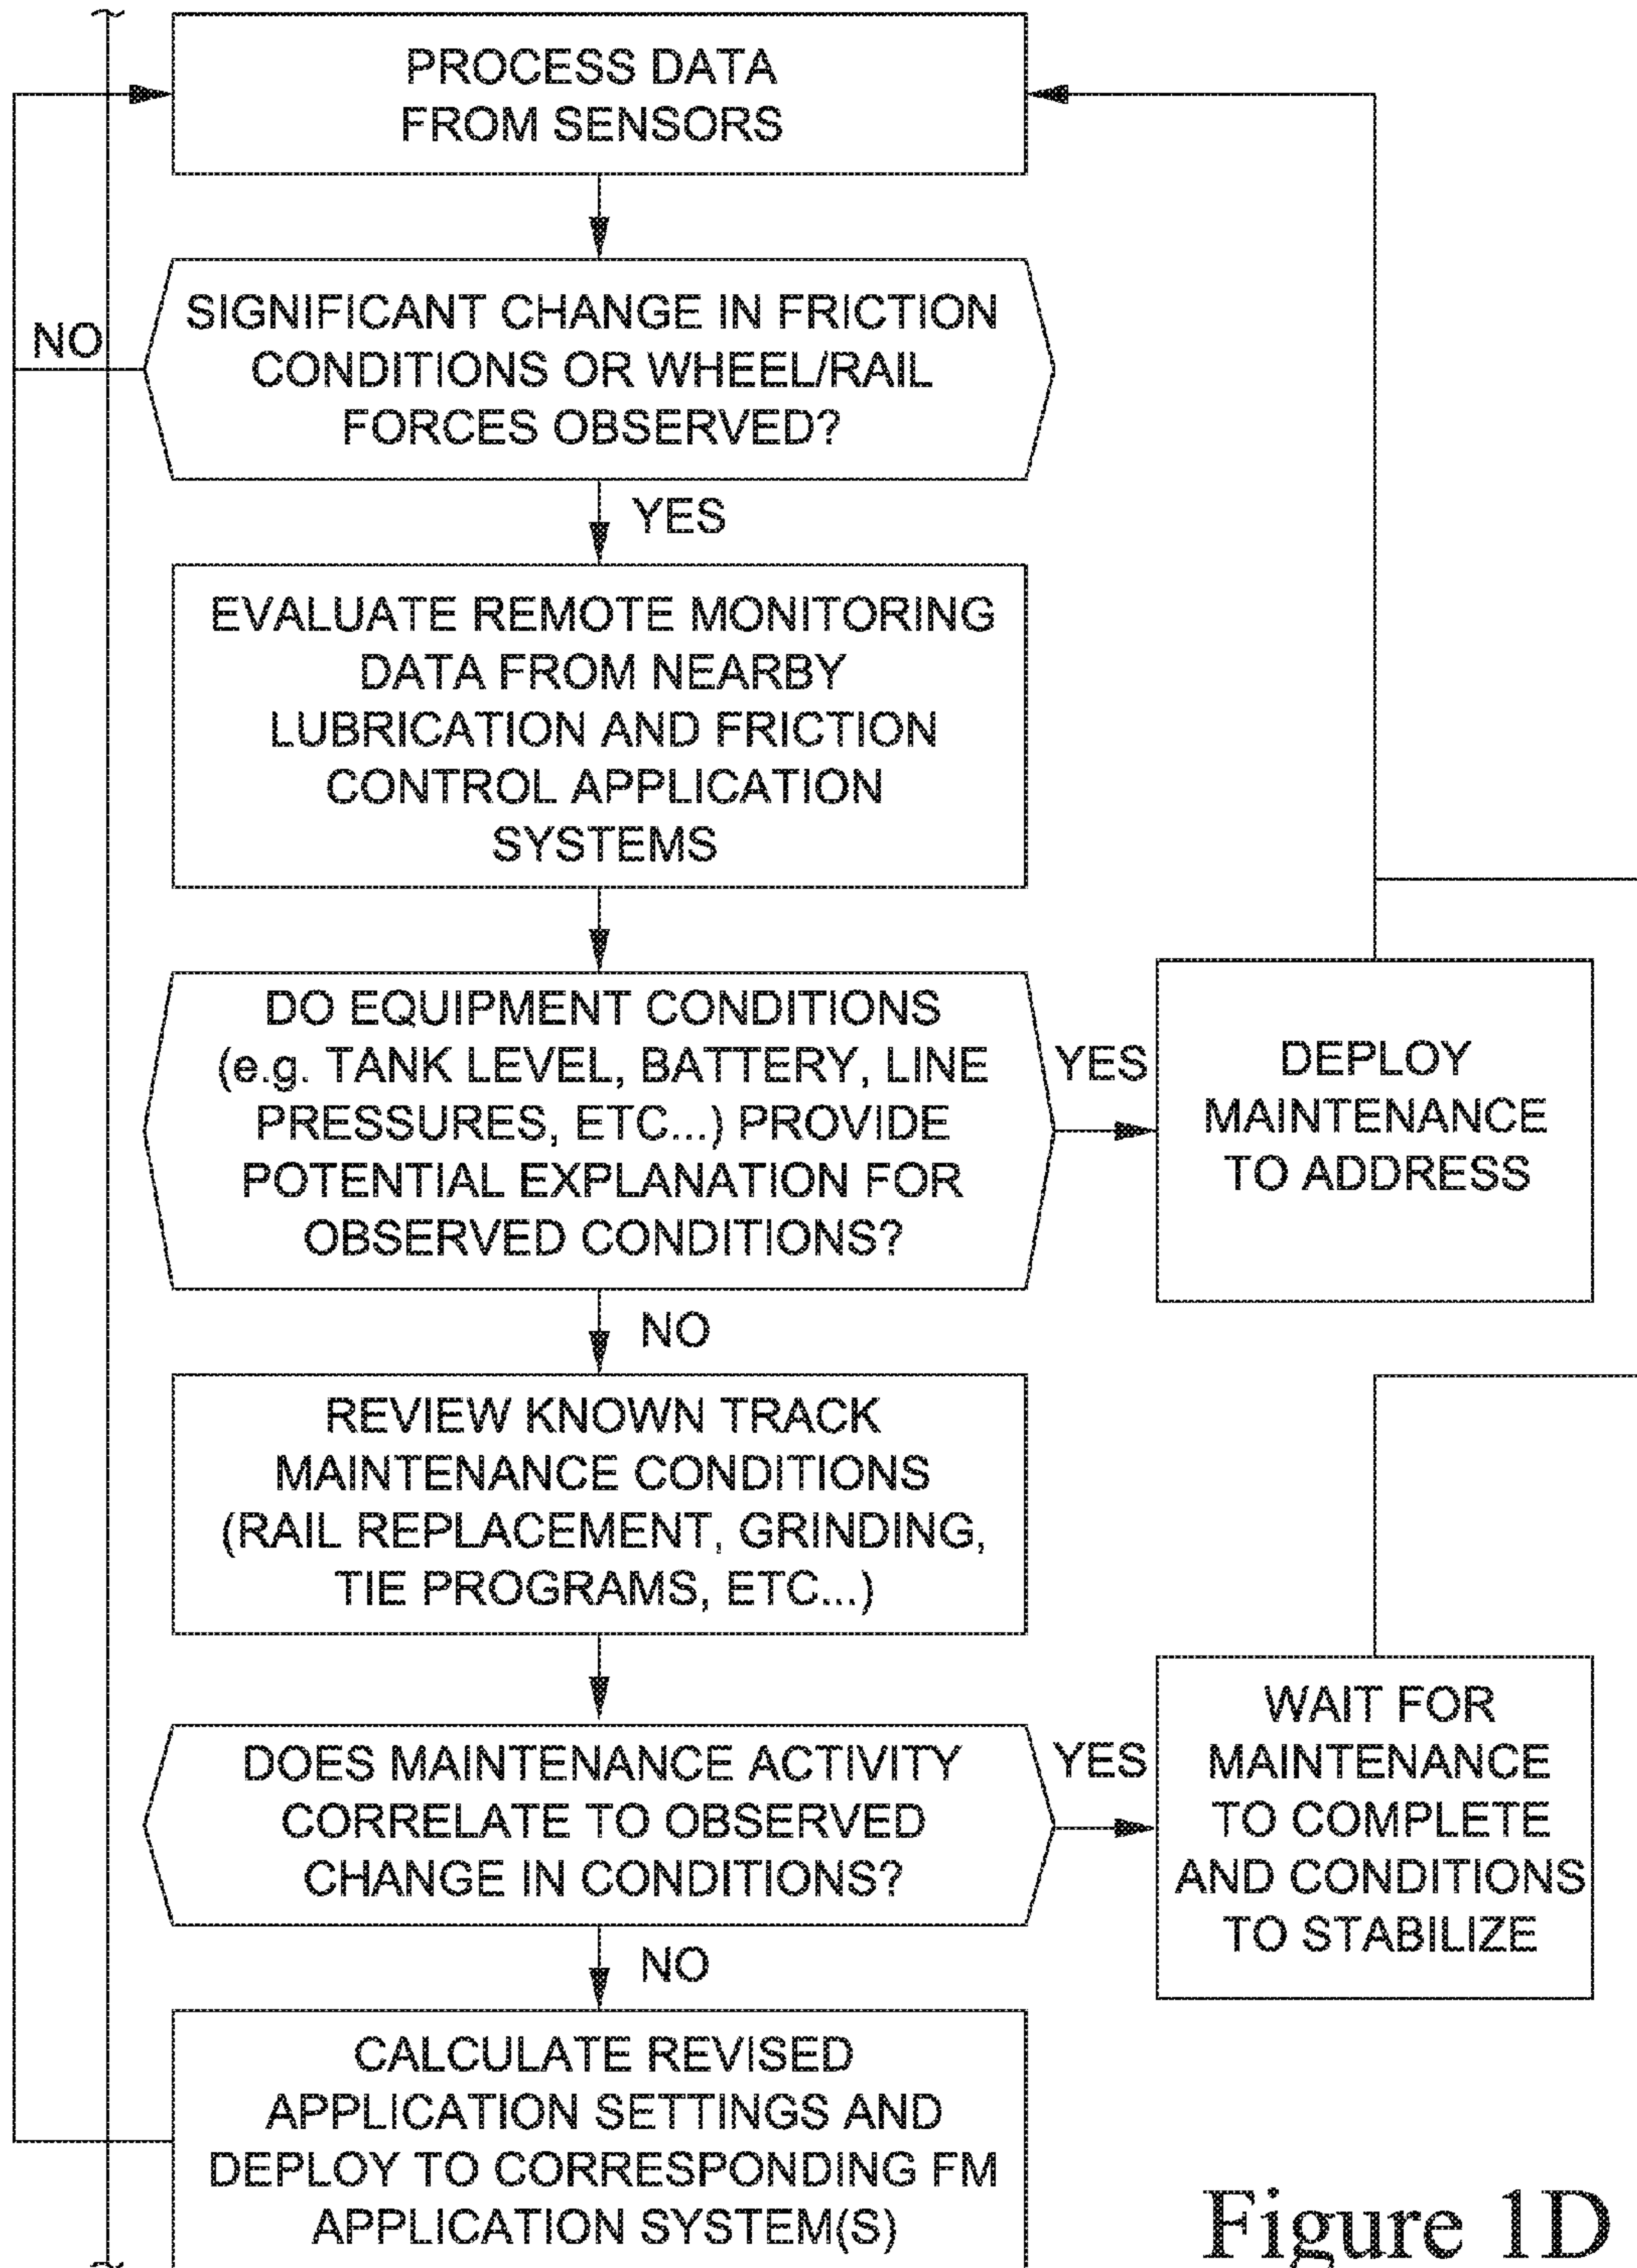 PROCESS DATA
FROM SENSORS
SIGNIFICANT CHANGE IN FRICTION
CONDITIONS OR WHEEL/RAIL
FORCES OBSERVED?
NO
YES
EVALUATE REMOTE MONITORING
DATA FROM NEARBY
LUBRICATION AND FRICTION
CONTROL APPLICATION
SYSTEMS
DO EQUIPMENT CONDITIONS
(e.g. TANK LEVEL, BATTERY, LINE
PRESSURES, ETC...) PROVIDE
POTENTIAL EXPLANATION FOR
OBSERVED CONDITIONS?
YES
DEPLOY
MAINTENANCE
TO ADDRESS
NO
REVIEW KNOWN TRACK
MAINTENANCE CONDITIONS
(RAIL REPLACEMENT, GRINDING,
TIE PROGRAMS, ETC...)
DOES MAINTENANCE ACTIVITY
CORRELATE TO OBSERVED
CHANGE IN CONDITIONS?
YES
WAIT FOR
MAINTENANCE
TO COMPLETE
AND CONDITIONS
TO STABILIZE
NO
CALCULATE REVISED
APPLICATION SETTINGS AND
DEPLOY TO CORRESPONDING FM
APPLICATION SYSTEM(S)
Figure 1D